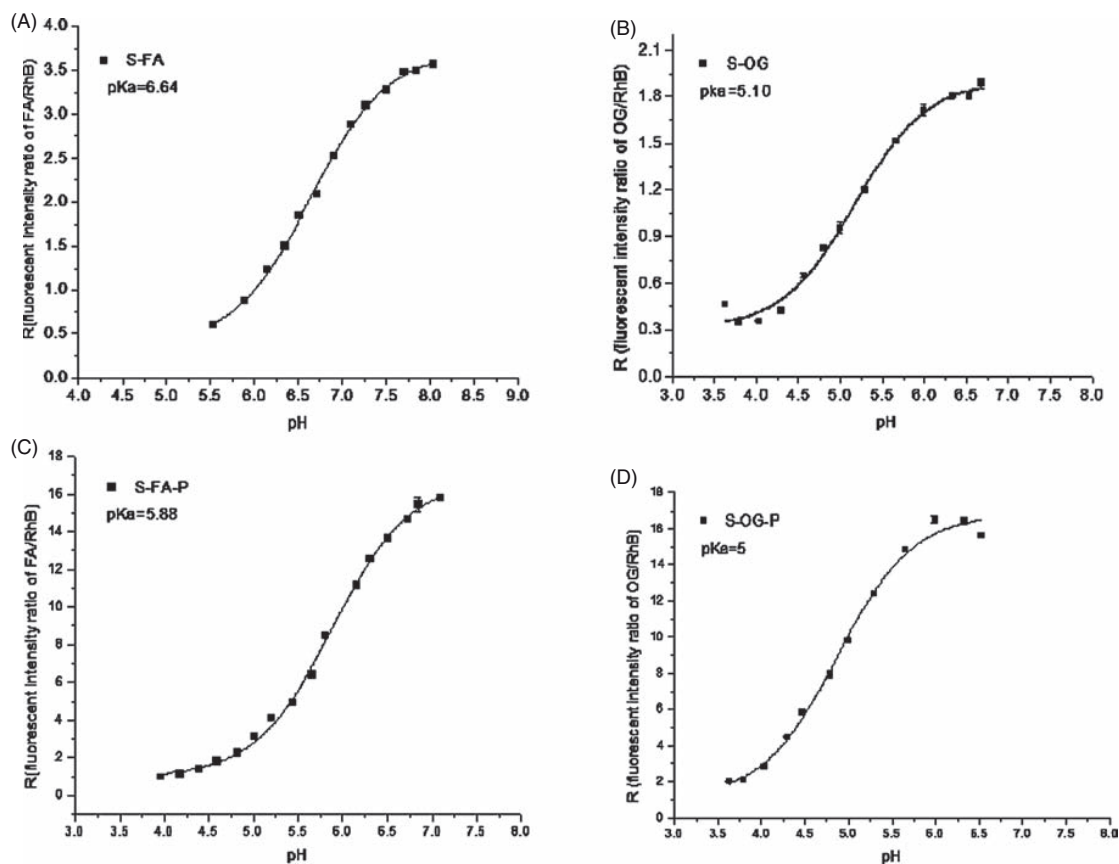 (A)
4.0
3.5
3.0
2.5
2.0
1.5
1.0
0.5
0.0
R[fluorescent intensity ratio of FA/RhB]
S-FA
pKa=6.64
4.0 4.5 5.0 5.5 6.0 6.5 7.0 7.5 8.0 8.5 9.0
pH
(B)
2.1
1.8
1.5
1.2
0.9
0.6
0.3
0.0
R (fluorescent intensity ratio of OG/RhB)
S-OG
pka=5.10
3.0 3.5 4.0 4.5 5.0 5.5 6.0 6.5 7.0 7.5 8.0
pH
(C)
18
16
14
12
10
8
6
4
2
0
R[fluorescent intensity ratio of FA/RhB]
S-FA-P
pKa=5.88
3.0 3.5 4.0 4.5 5.0 5.5 6.0 6.5 7.0 7.5 8.0
pH
(D)
18
16
14
12
10
8
6
4
2
0
R (fluorescent intensity ratio of OG/RhB]
S-OG-P
pKa=5
3.0 3.5 4.0 4.5 5.0 5.5 6.0 6.5 7.0 7.5 8.0
pH